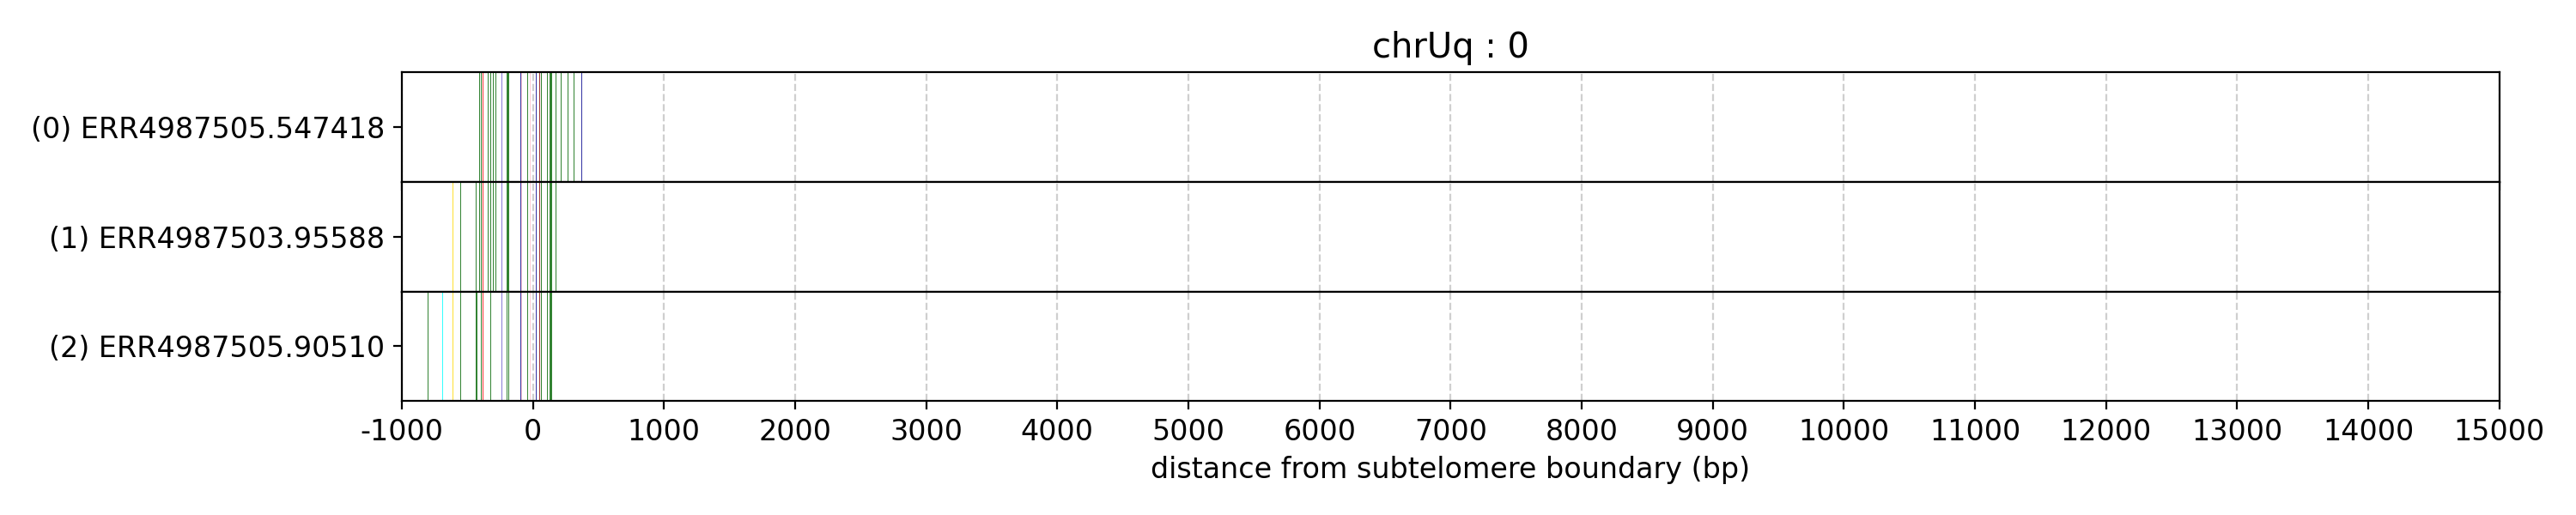 chrUq : 0
(0) ERR4987505.547418
(1) ERR4987503.95588
(2) ERR4987505.90510
-1000 0 1000 2000 3000 4000 5000 6000 7000 8000 9000 10000 11000 12000 13000 14000 15000
distance from subtelomere boundary (bp)